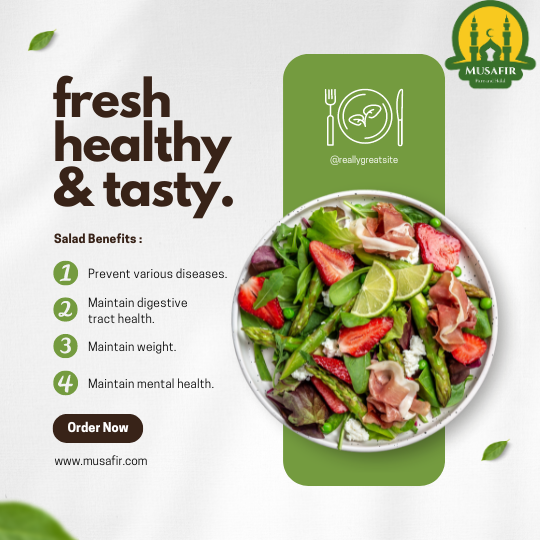 MUSAFIR
fresh
healthy
& tasty.
@reallygreatsite
Salad Benefits :
1 Prevent various diseases.
2 Maintain digestive
tract health.
3 Maintain weight.
4 Maintain mental health.
Order Now
www.musafir.com